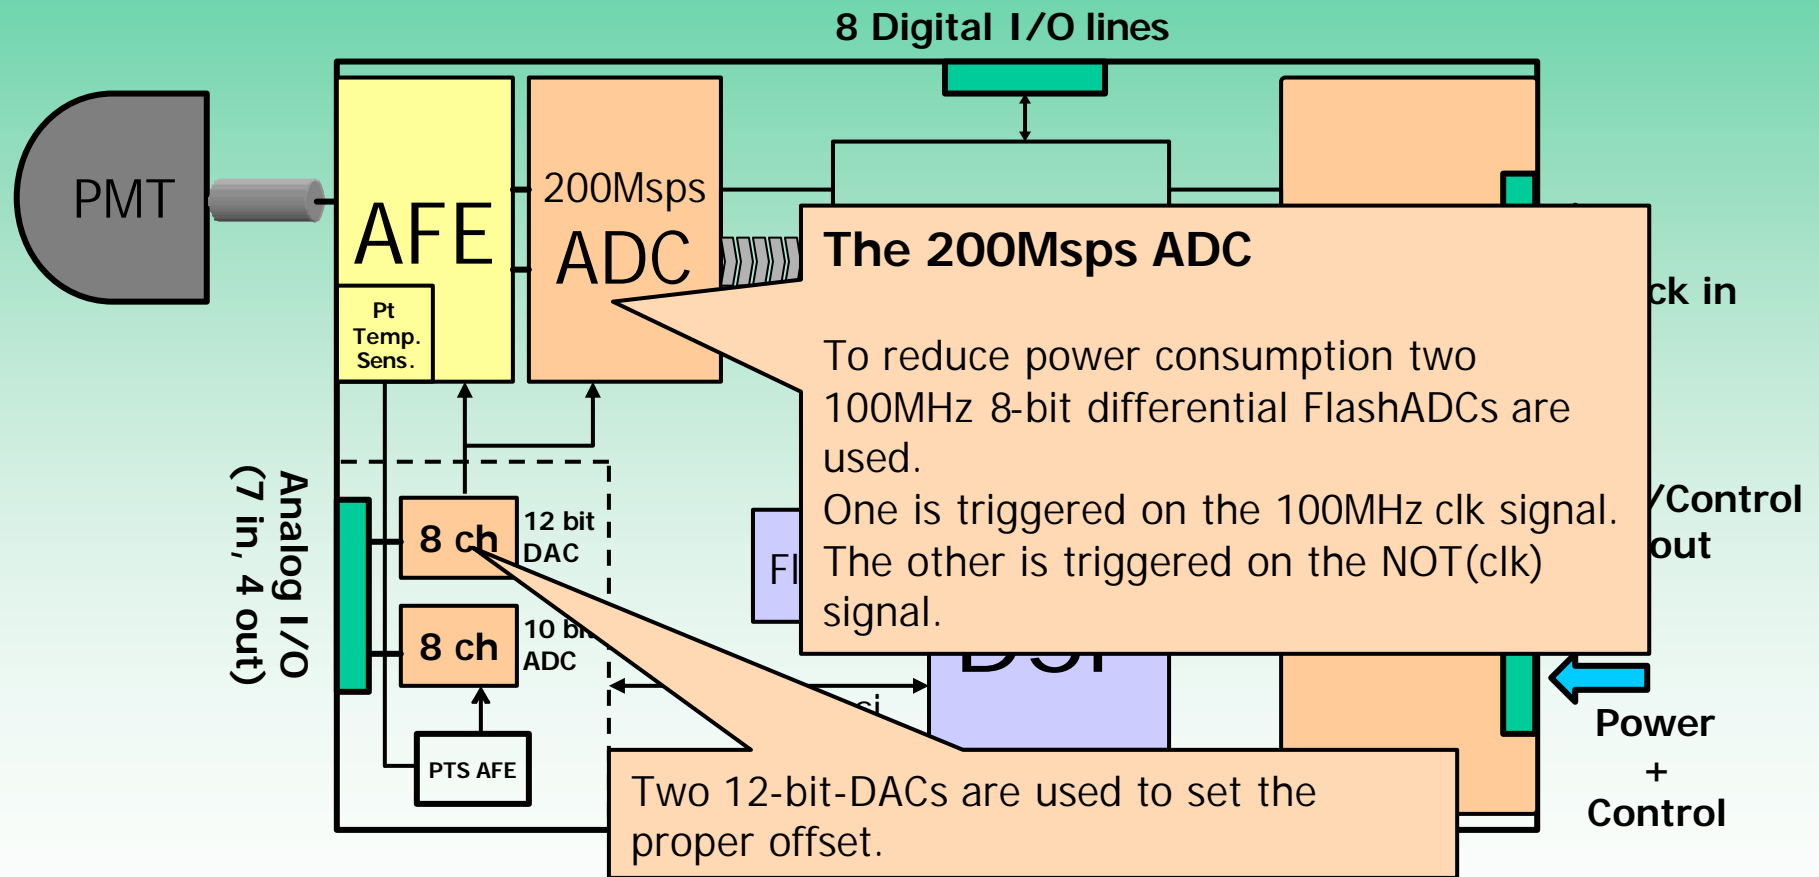 8 Digital I/O lines
PMT
AFE
200Msps
ADC
Pt
Temp.
Sens.
The 200Msps ADC
To reduce power consumption two
100MHz 8-bit differential FlashADCs are
used.
One is triggered on the 100MHz clk signal.
The other is triggered on the NOT(clk)
signal.
ck in
/Control
out
Analog I/O
(7 in, 4 out)
8 ch
12 bit
DAC
8 ch
10 bit
ADC
PTS AFE
Two 12-bit-DACs are used to set the
proper offset.
Power
+
Control